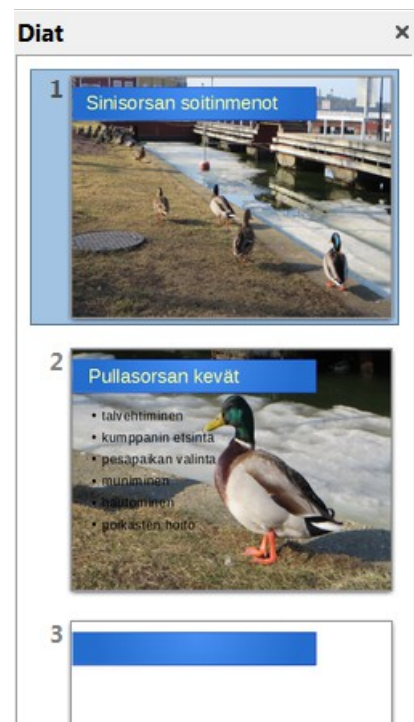 Diat
1
Sinisorsan soitinmenot
2
Pullasorsan kevät
• talvehtiminen
• kumppanin etsintä
• pesäpaikan valinta
• muniminen
• hautominen
• poikasten hoito
3